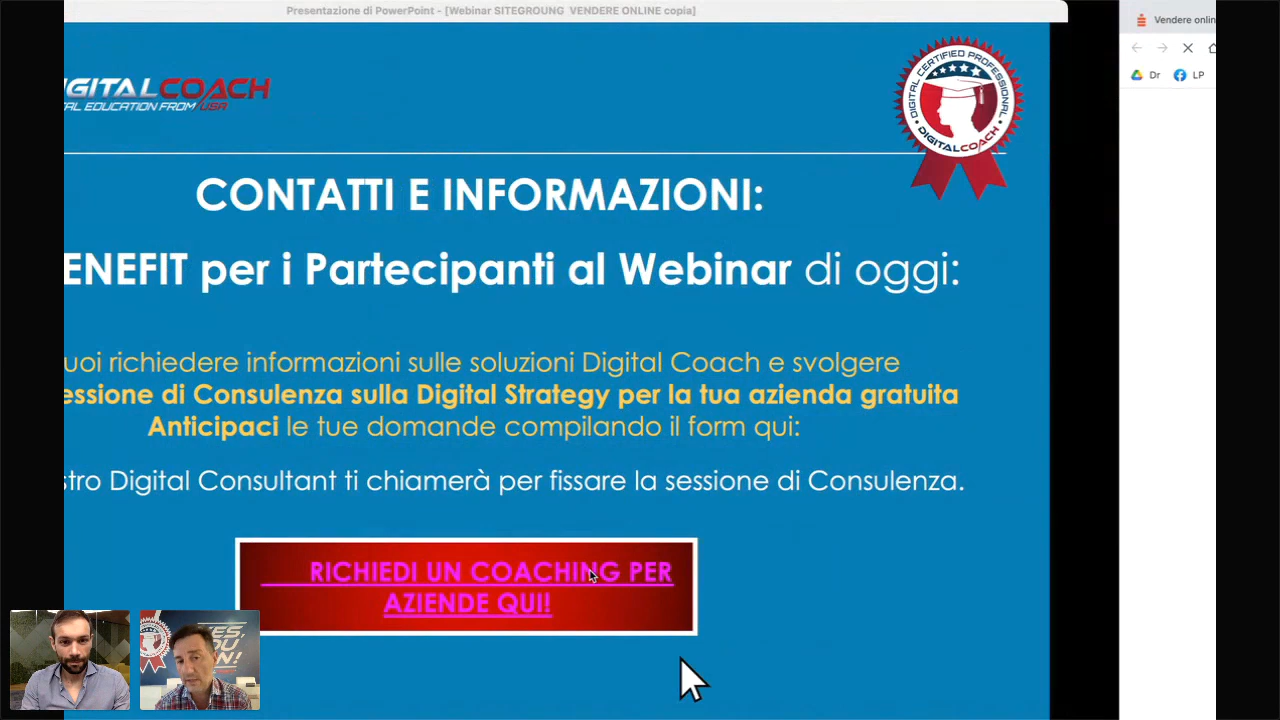 Presentazione di PowerPoint - [Webinar SITEGROUNG VENDERE ONLINE copia]
Vendere onlin
Dr LP
IGITALCOACH
AL EDUCATION FROM USA
DIGITAL CERTIFIED PROFESSIONAL
DIGITALCOACH
CONTATTI E INFORMAZIONI:
ENEFIT per i Partecipanti al Webinar di oggi:
uoi richiedere informazioni sulle soluzioni Digital Coach e svolgere
essione di Consulenza sulla Digital Strategy per la tua azienda gratuita
Anticipaci le tue domande compilando il form qui:
stro Digital Consultant ti chiamerà per fissare la sessione di Consulenza.
RICHIEDI UN COACHING PER
AZIENDE QUI!
YES,
YOU